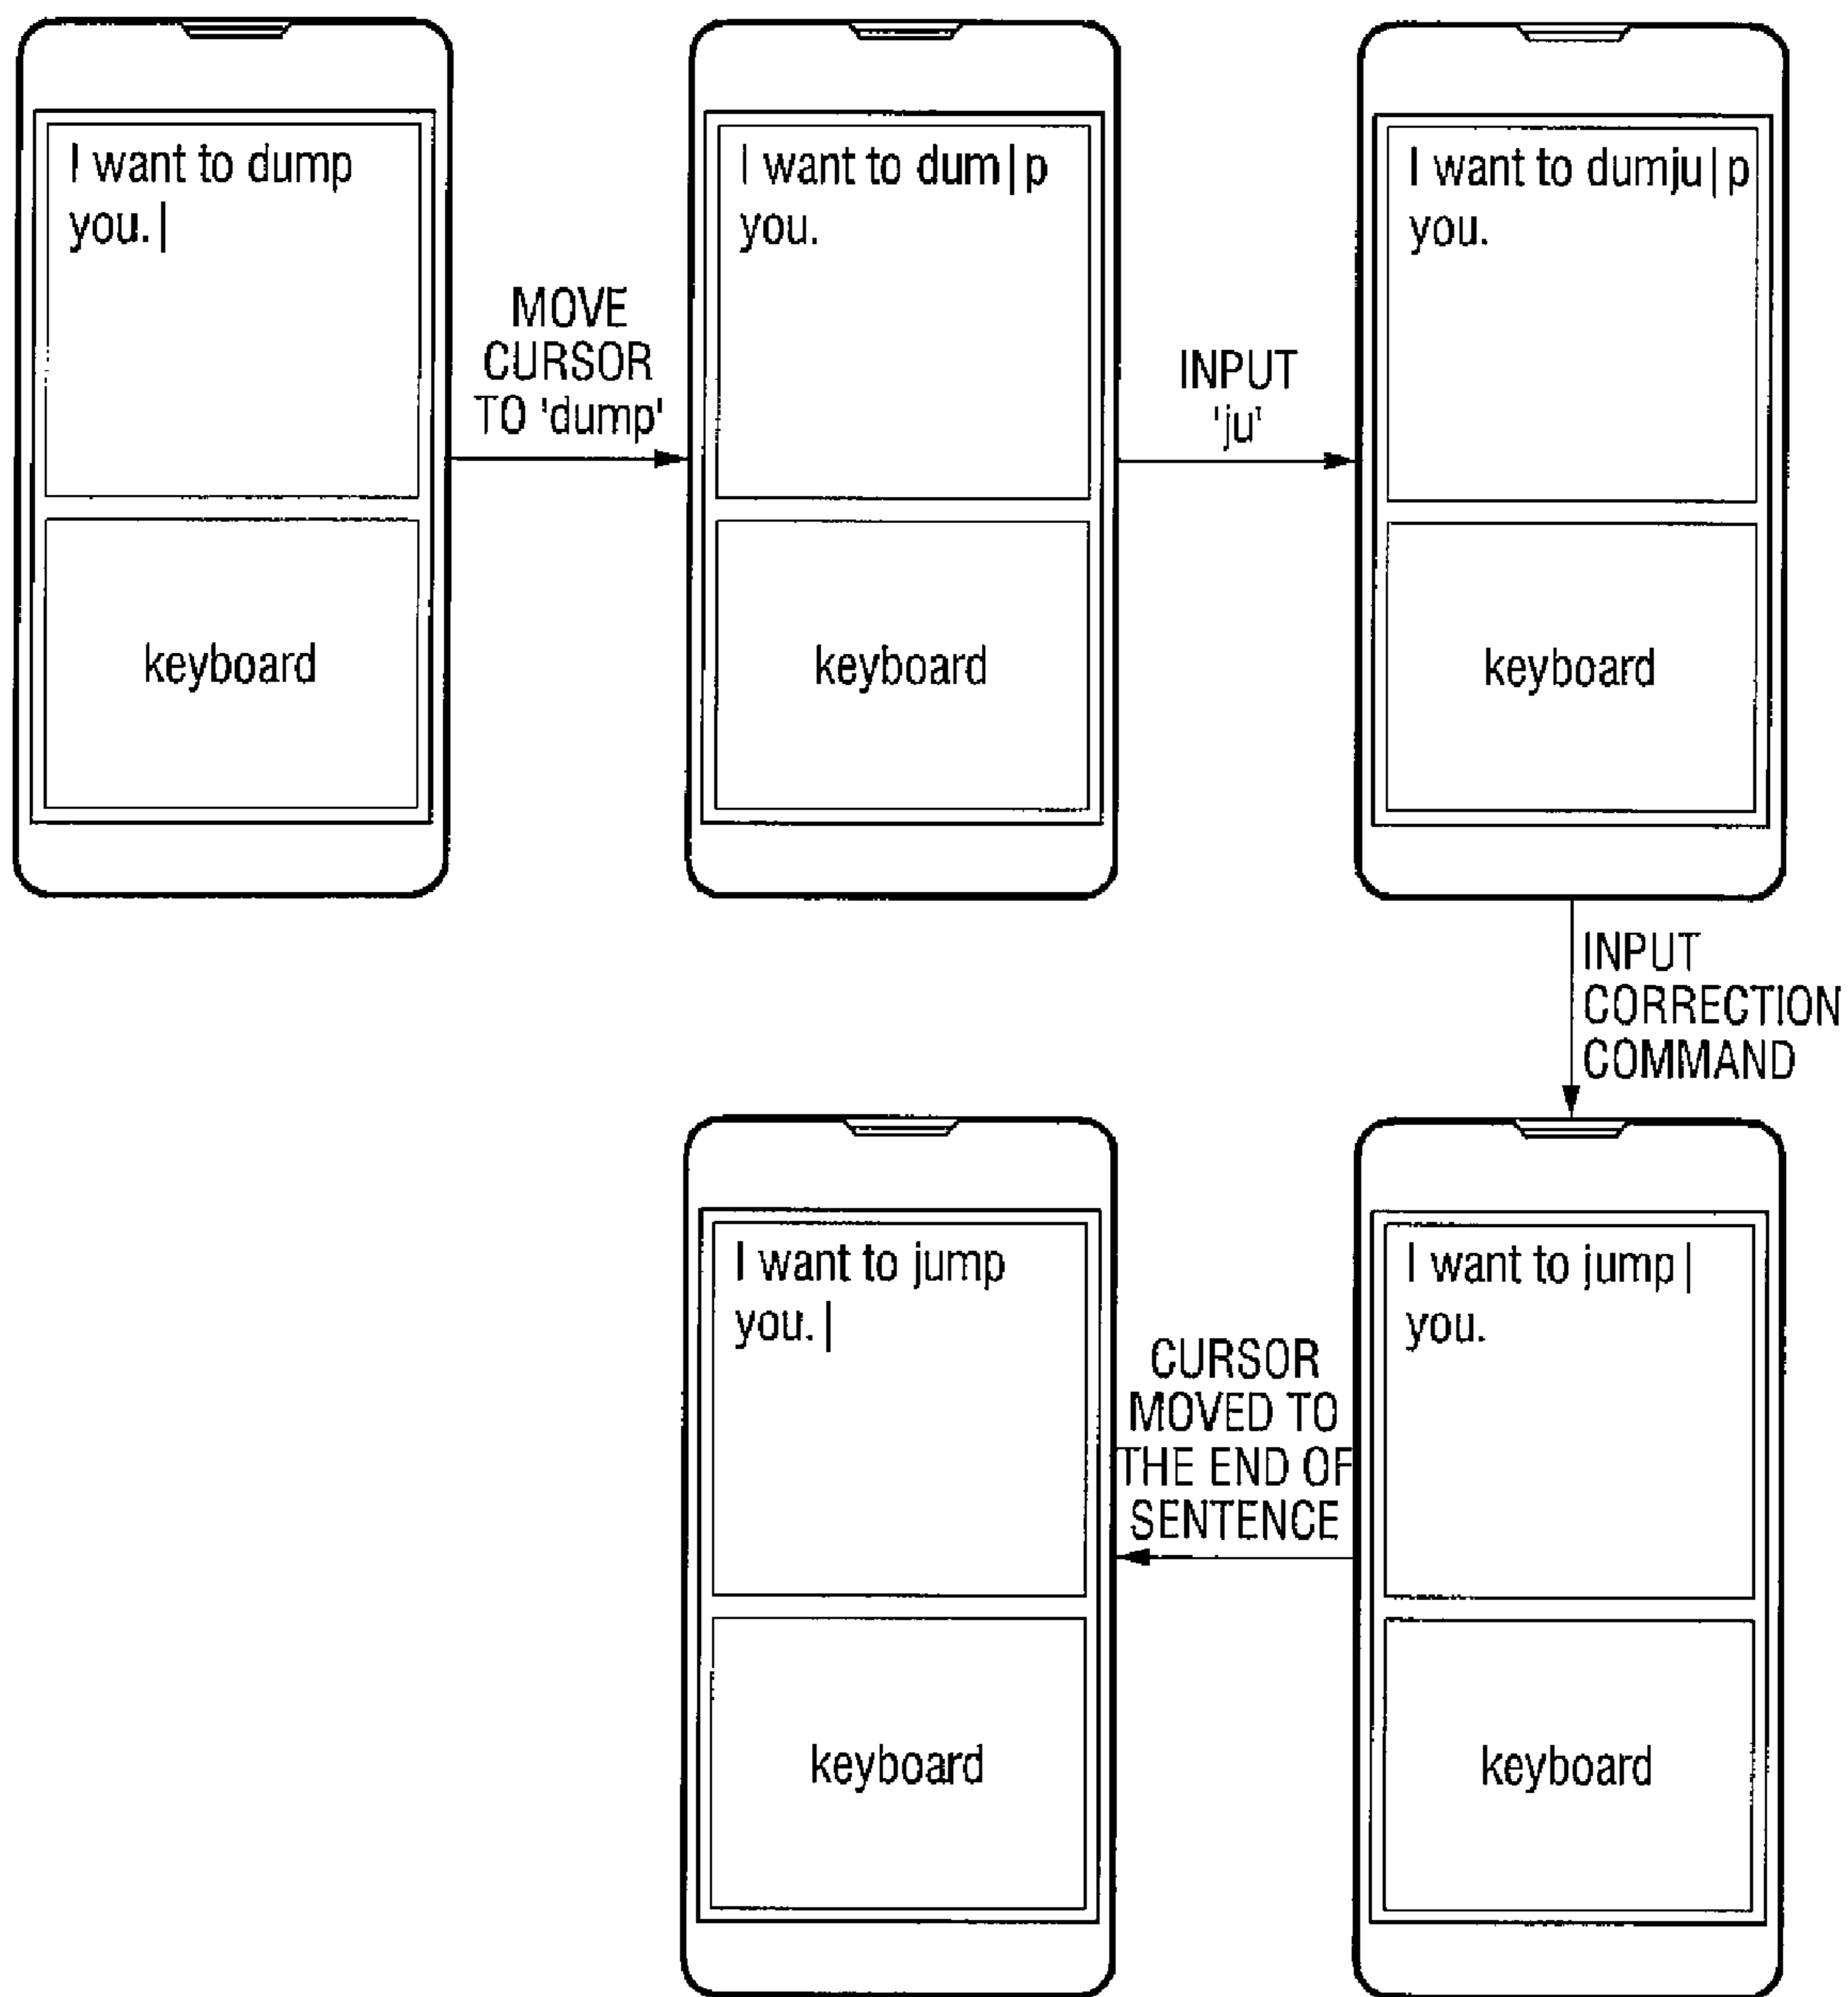 I want to dump
you.|
keyboard
MOVE
CURSOR
TO 'dump'
I want to dum|p
you.
keyboard
INPUT
'ju'
I want to dumju|p
you.
keyboard
INPUT
CORRECTION
COMMAND
I want to jump|
you.
keyboard
CURSOR
MOVED TO
THE END OF
SENTENCE
I want to jump
you.|
keyboard